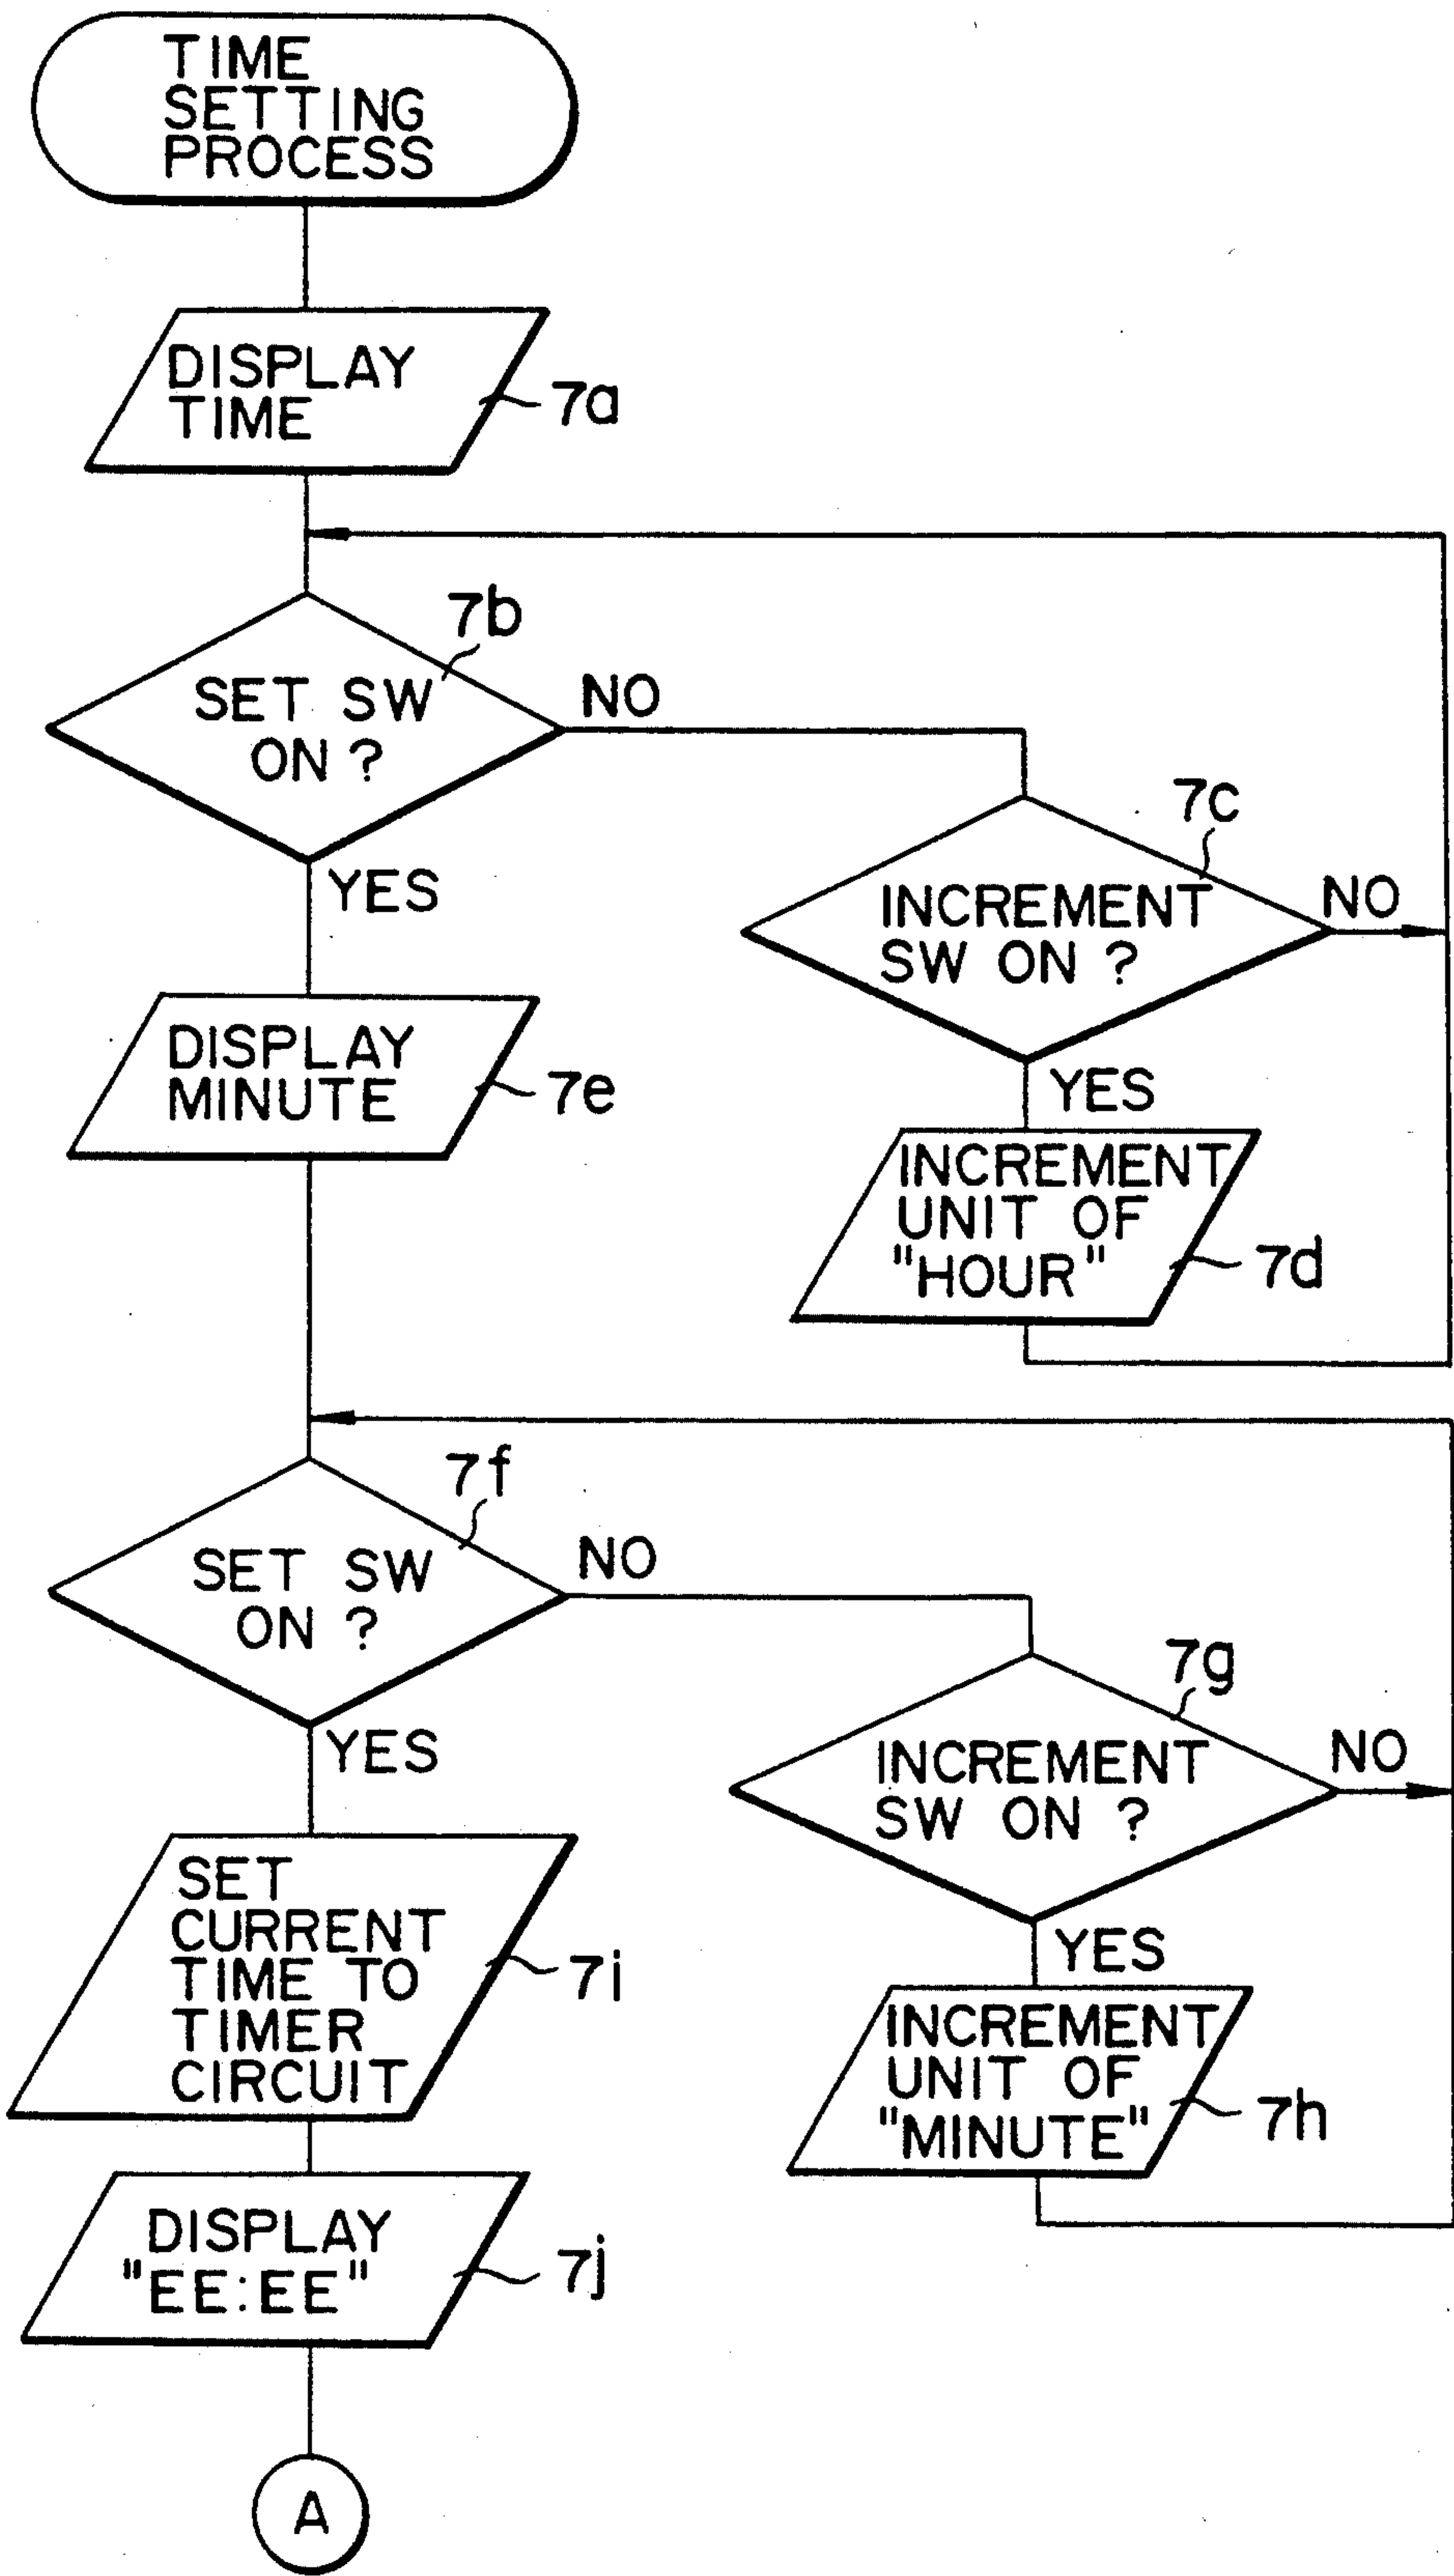 TIME
SETTING
PROCESS
DISPLAY
TIME
7a
7b
SET SW
ON ?
NO
YES
7c
INCREMENT
SW ON ?
NO
YES
DISPLAY
MINUTE
7e
INCREMENT
UNIT OF
"HOUR"
7d
7f
SET SW
ON ?
NO
YES
7g
INCREMENT
SW ON ?
NO
YES
SET
CURRENT
TIME TO
TIMER
CIRCUIT
7i
INCREMENT
UNIT OF
"MINUTE"
7h
DISPLAY
"EE:EE"
7j
A